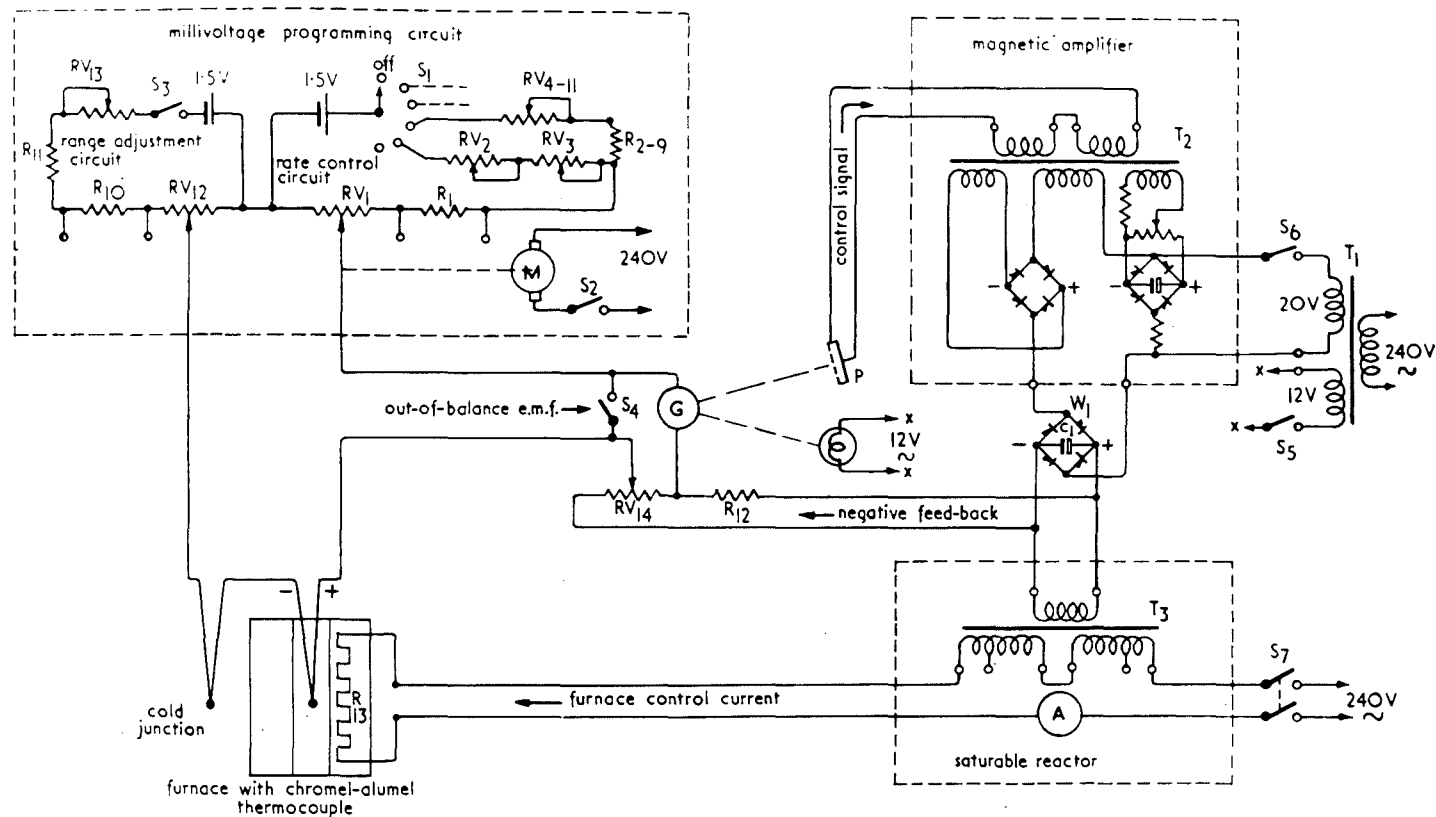 millivoltage programming circuit
RV13
S3
1·5V
1·5V
off
S1
RV4-11
R11
range adjustment
circuit
rate control
circuit
RV2
RV3
R2-9
R10
RV12
RV1
R1
M
240V
S2
magnetic amplifier
control signal
T2
- +
- +
S6
T1
20V
240V
~
12V
x
x
S5
P
out-of-balance e.m.f.
S4
G
x
12V
~
x
W1
C1
- +
RV14
R12
negative feed-back
- +
T3
R
13
cold
junction
furnace control current
A
S7
240V
~
saturable reactor
furnace with chromel-alumel
thermocouple